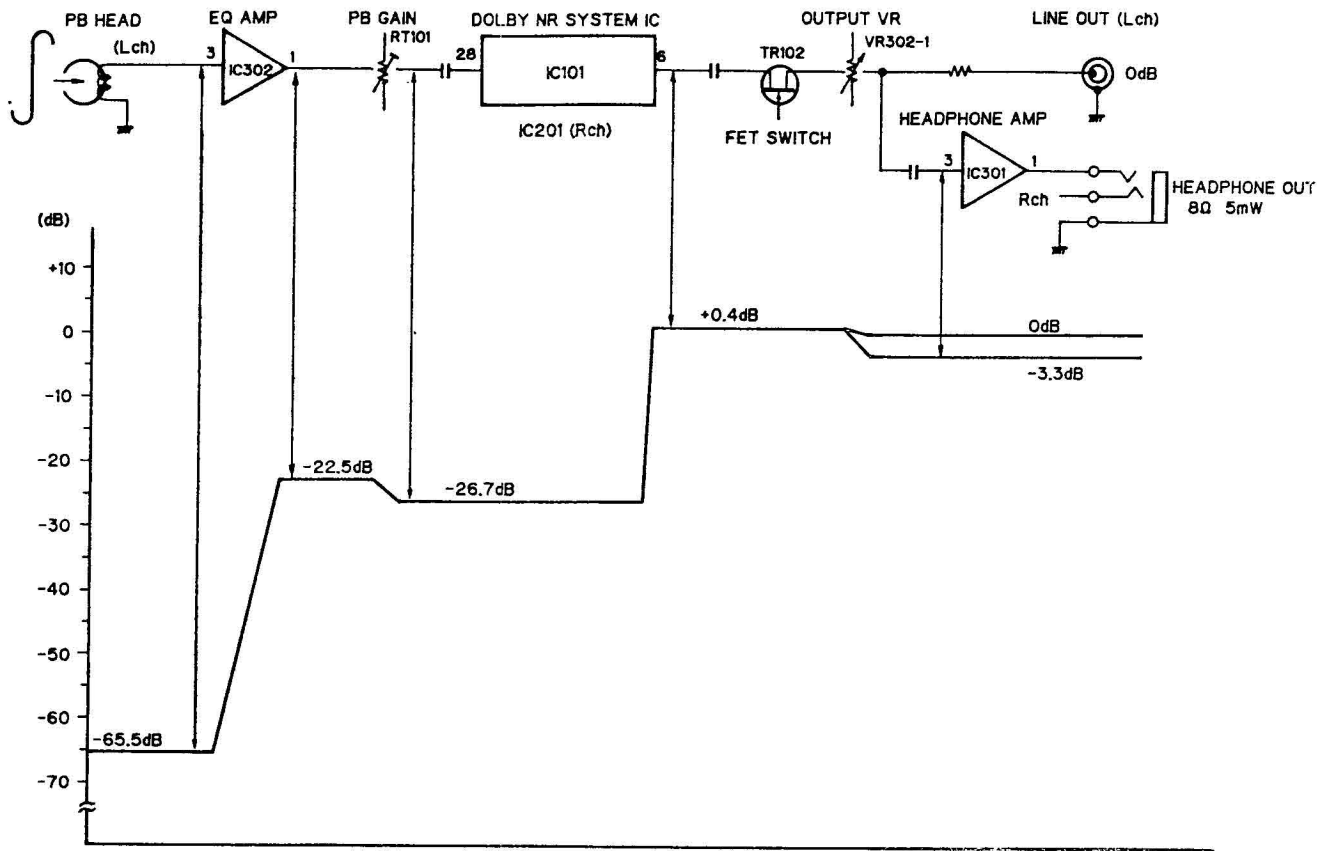 PB HEAD
(Lch)
EQ AMP
3
IC302
1
PB GAIN
RT101
28
DOLBY NR SYSTEM IC
IC101
6
IC201 (Rch)
TR102
FET SWITCH
OUTPUT VR
VR302-1
LINE OUT (Lch)
0dB
HEADPHONE AMP
3
IC301
1
Rch
HEADPHONE OUT
8Ω 5mW
(dB)
+10
0
-10
-20
-30
-40
-50
-60
-70
-65.5dB
-22.5dB
-26.7dB
+0.4dB
0dB
-3.3dB